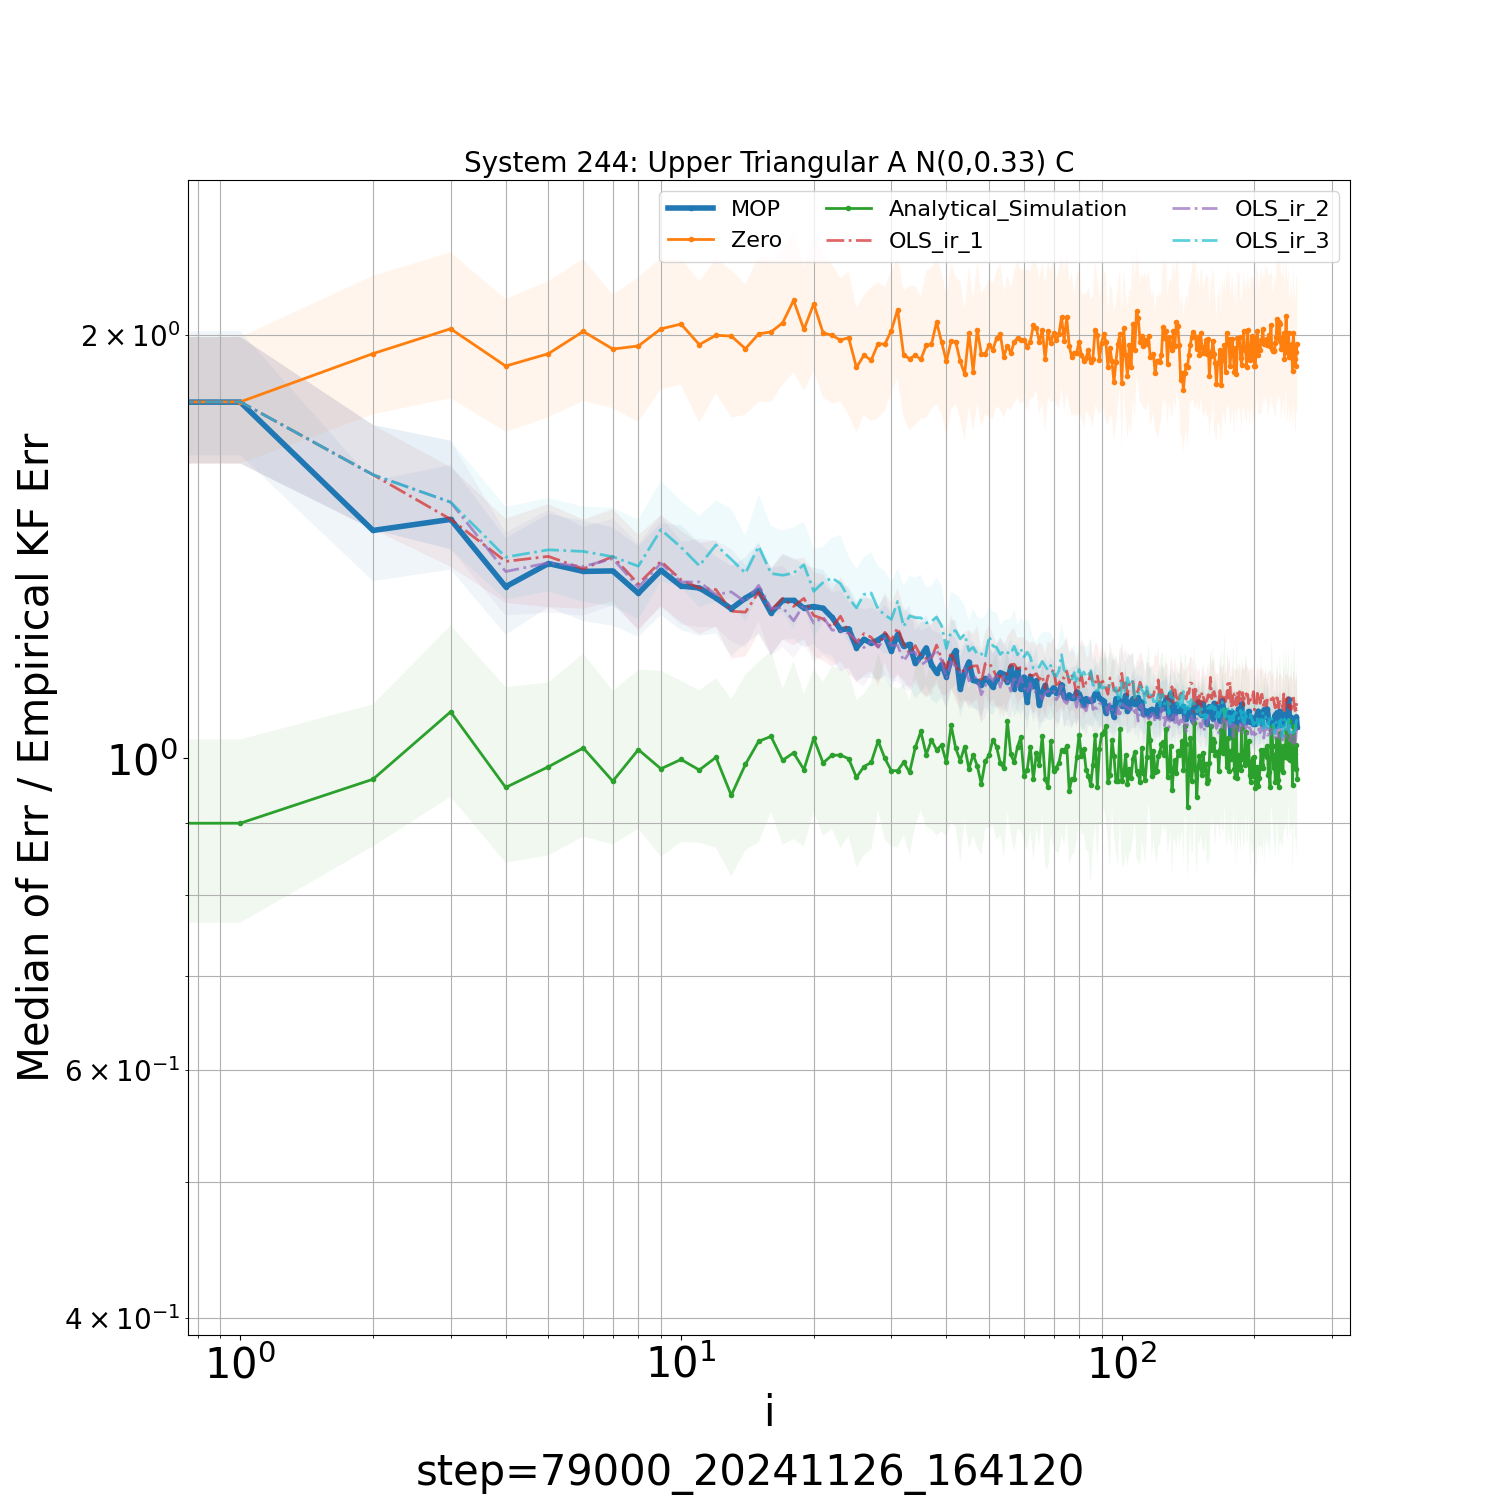 System 244: Upper Triangular A N(0,0.33) C
MOP
Zero
Analytical_Simulation
OLS_ir_1
OLS_ir_2
OLS_ir_3
Median of Err / Empirical KF Err
2 × 10⁰
10⁰
6 × 10⁻¹
4 × 10⁻¹
10⁰ 10¹ 10²
i
step=79000_20241126_164120